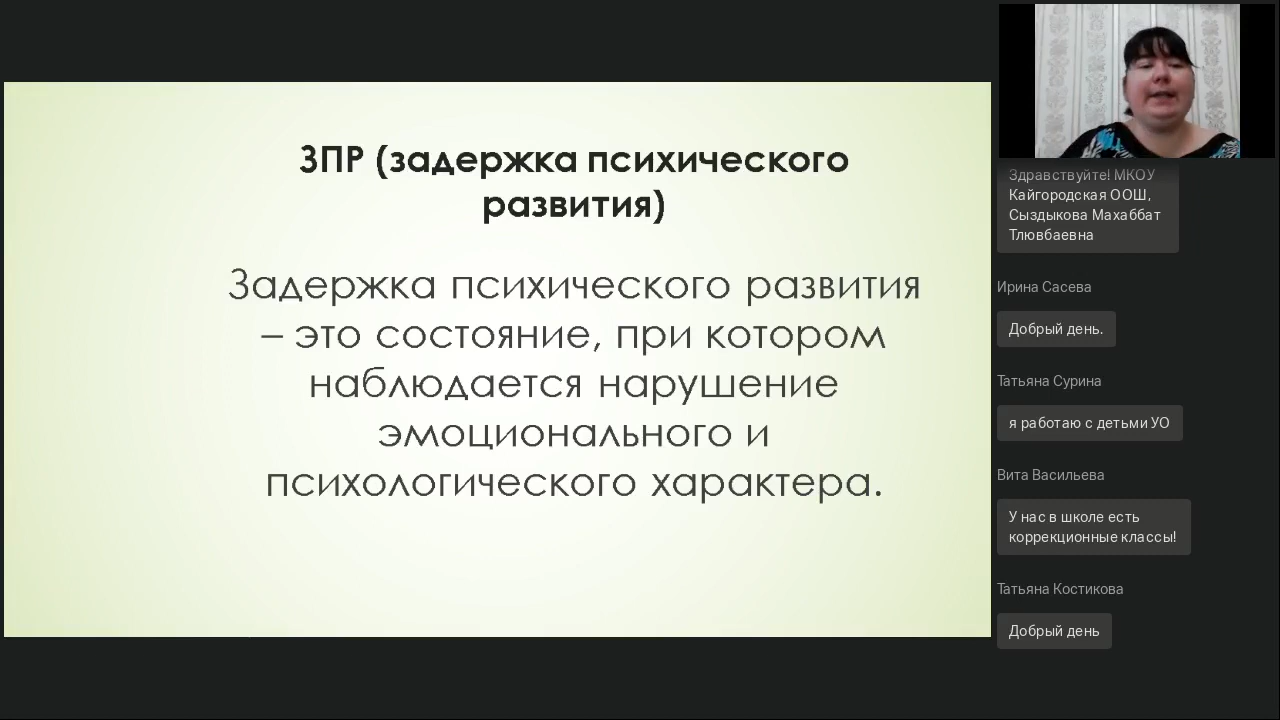 ЗПР (задержка психического
развития)
Задержка психического развития
– это состояние, при котором
наблюдается нарушение
эмоционального и
психологического характера.
Здравствуйте! МКОУ
Кайгородская ООШ,
Сыздыкова Махаббат
Тлювбаевна
Ирина Сасева
Добрый день.
Татьяна Сурина
я работаю с детьми УО
Вита Васильева
У нас в школе есть
коррекционные классы!
Татьяна Костикова
Добрый день